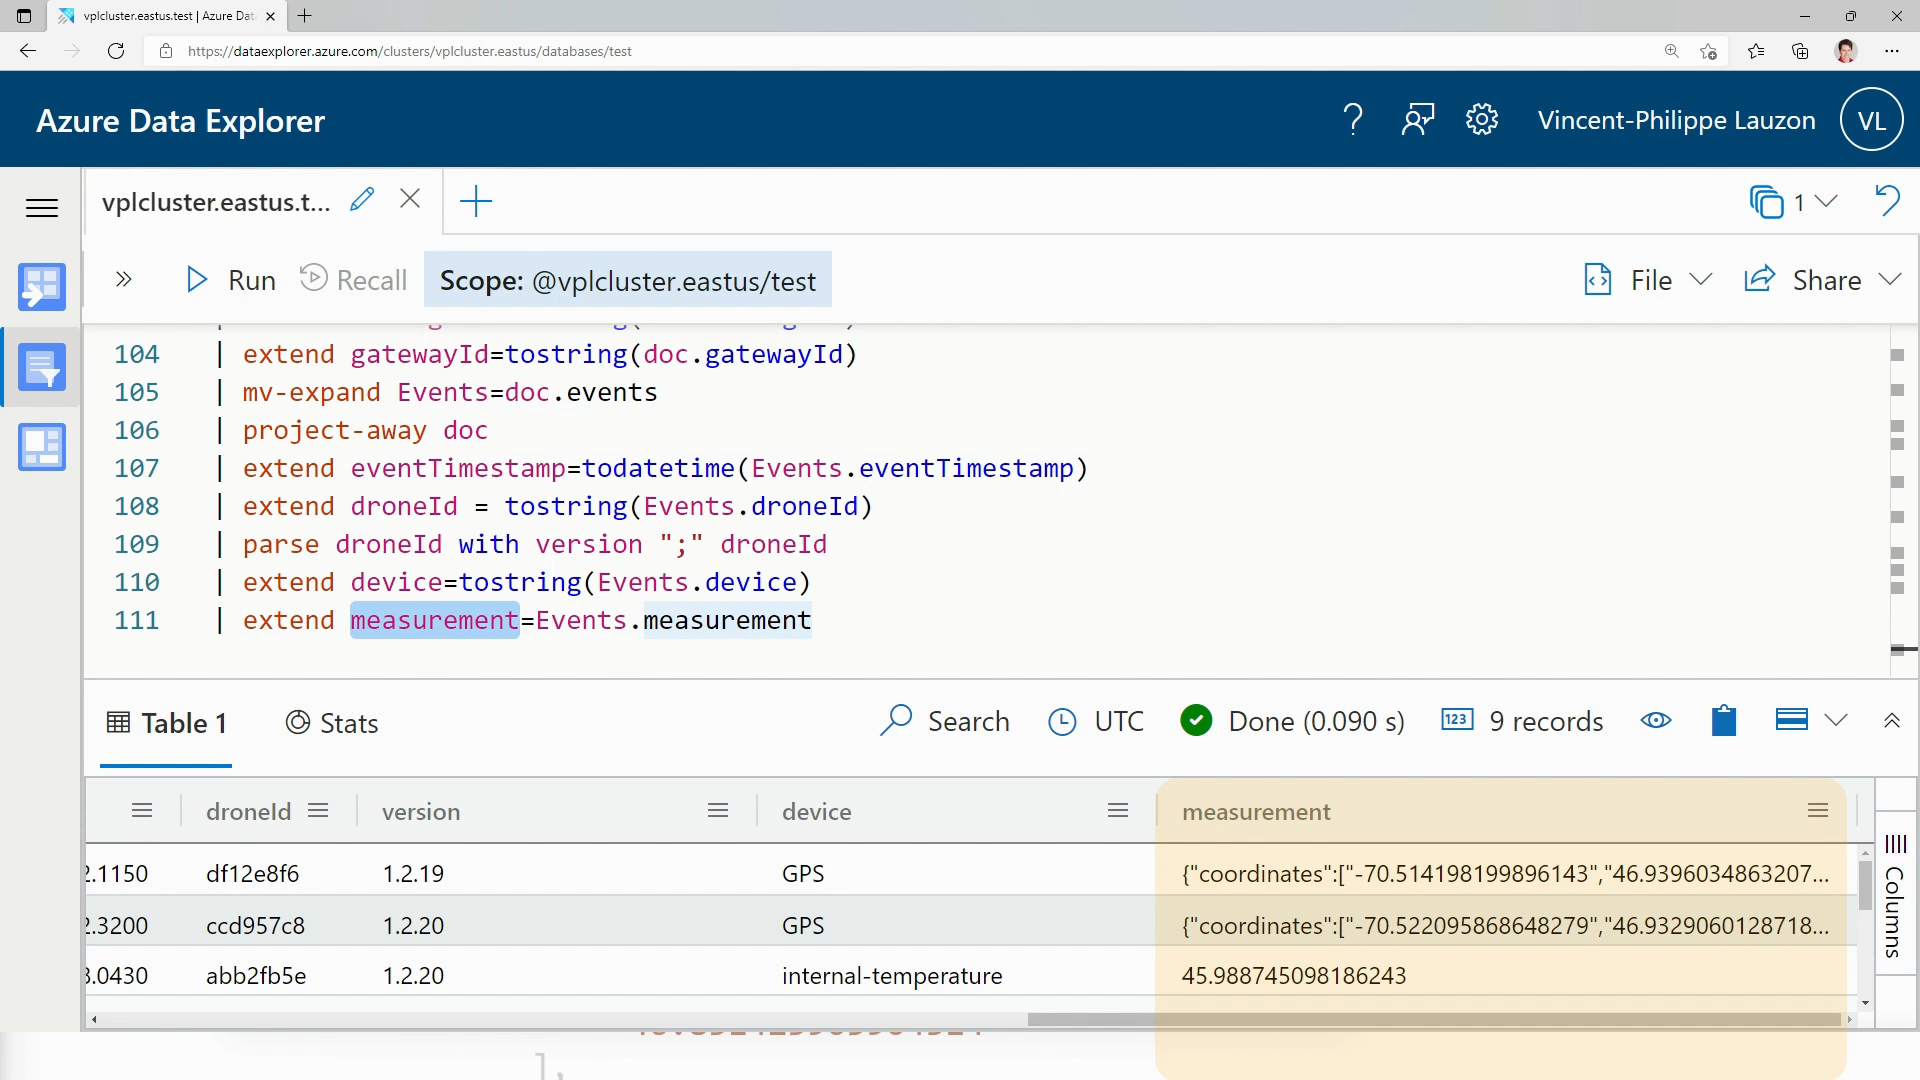 vplcluster.eastus.test | Azure Dat
https://dataexplorer.azure.com/clusters/vplcluster.eastus/databases/test
Azure Data Explorer
Vincent-Philippe Lauzon
VL
vplcluster.eastus.t...
1
Run
Recall
Scope: @vplcluster.eastus/test
File
Share
104 | extend gatewayId=tostring(doc.gatewayId)
105 | mv-expand Events=doc.events
106 | project-away doc
107 | extend eventTimestamp=todatetime(Events.eventTimestamp)
108 | extend droneId = tostring(Events.droneId)
109 | parse droneId with version ";" droneId
110 | extend device=tostring(Events.device)
111 | extend measurement=Events.measurement
Table 1
Stats
Search
UTC
Done (0.090 s)
123
9 records
droneId version device measurement
2.1150 df12e8f6 1.2.19 GPS {"coordinates":["-70.514198199896143","46.9396034863207...
2.3200 ccd957c8 1.2.20 GPS {"coordinates":["-70.522095868648279","46.9329060128718...
3.0430 abb2fb5e 1.2.20 internal-temperature 45.988745098186243
Columns
],